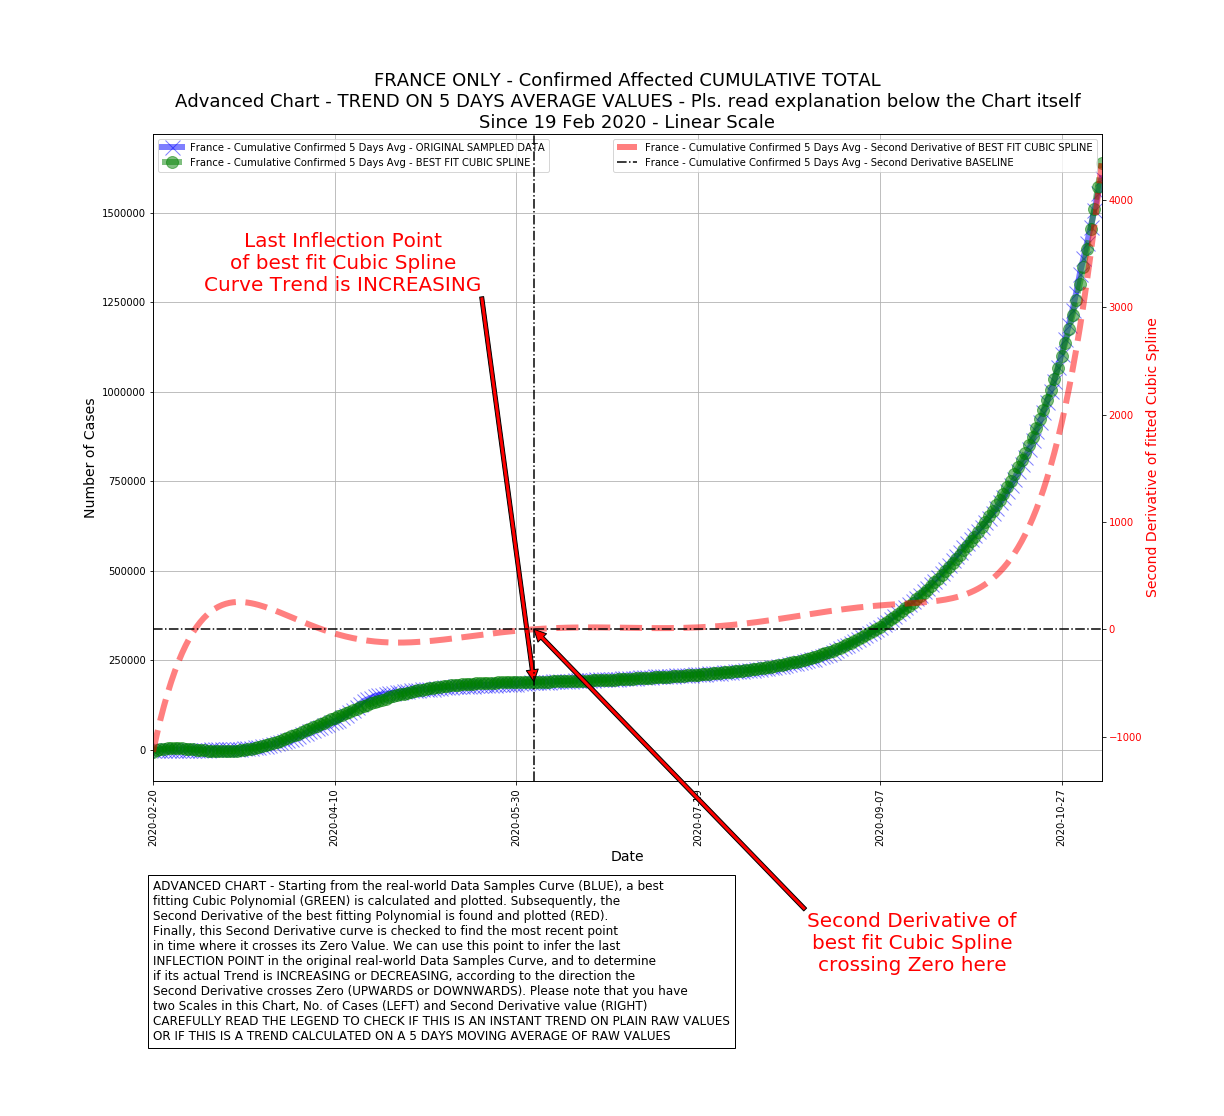 FRANCE ONLY - Confirmed Affected CUMULATIVE TOTAL
Advanced Chart - TREND ON 5 DAYS AVERAGE VALUES - Pls. read explanation below the Chart itself
Since 19 Feb 2020 - Linear Scale
France - Cumulative Confirmed 5 Days Avg - ORIGINAL SAMPLED DATA
France - Cumulative Confirmed 5 Days Avg - BEST FIT CUBIC SPLINE
France - Cumulative Confirmed 5 Days Avg - Second Derivative of BEST FIT CUBIC SPLINE
France - Cumulative Confirmed 5 Days Avg - Second Derivative BASELINE
Last Inflection Point
of best fit Cubic Spline
Curve Trend is INCREASING
Number of Cases
1500000
1250000
1000000
750000
500000
250000
0
4000
3000
2000
1000
0
−1000
Second Derivative of fitted Cubic Spline
2020-02-20
2020-04-10
2020-05-30
2020-07-19
2020-09-07
2020-10-27
Date
Second Derivative of
best fit Cubic Spline
crossing Zero here
ADVANCED CHART - Starting from the real-world Data Samples Curve (BLUE), a best
fitting Cubic Polynomial (GREEN) is calculated and plotted. Subsequently, the
Second Derivative of the best fitting Polynomial is found and plotted (RED).
Finally, this Second Derivative curve is checked to find the most recent point
in time where it crosses its Zero Value. We can use this point to infer the last
INFLECTION POINT in the original real-world Data Samples Curve, and to determine
if its actual Trend is INCREASING or DECREASING, according to the direction the
Second Derivative crosses Zero (UPWARDS or DOWNWARDS). Please note that you have
two Scales in this Chart, No. of Cases (LEFT) and Second Derivative value (RIGHT)
CAREFULLY READ THE LEGEND TO CHECK IF THIS IS AN INSTANT TREND ON PLAIN RAW VALUES
OR IF THIS IS A TREND CALCULATED ON A 5 DAYS MOVING AVERAGE OF RAW VALUES